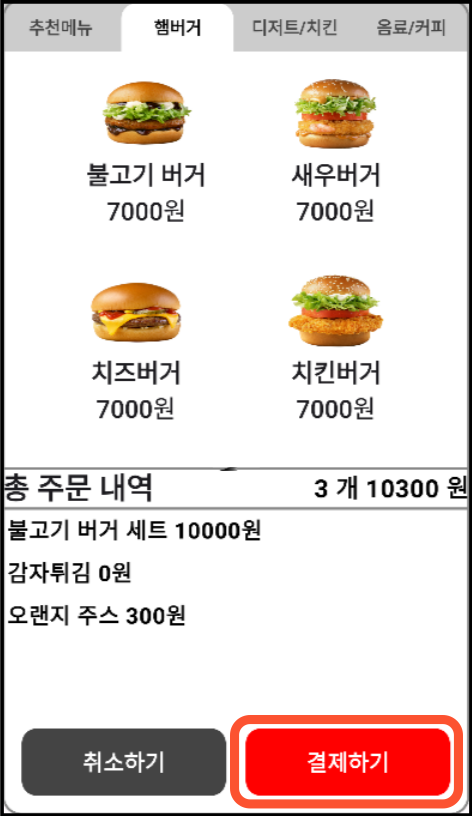 추천메뉴 햄버거 디저트/치킨 음료/커피
불고기 버거 새우버거
7000원 7000원
치즈버거 치킨버거
7000원 7000원
총 주문 내역 3 개 10300 원
불고기 버거 세트 10000원
감자튀김 0원
오랜지 주스 300원
취소하기 결제하기